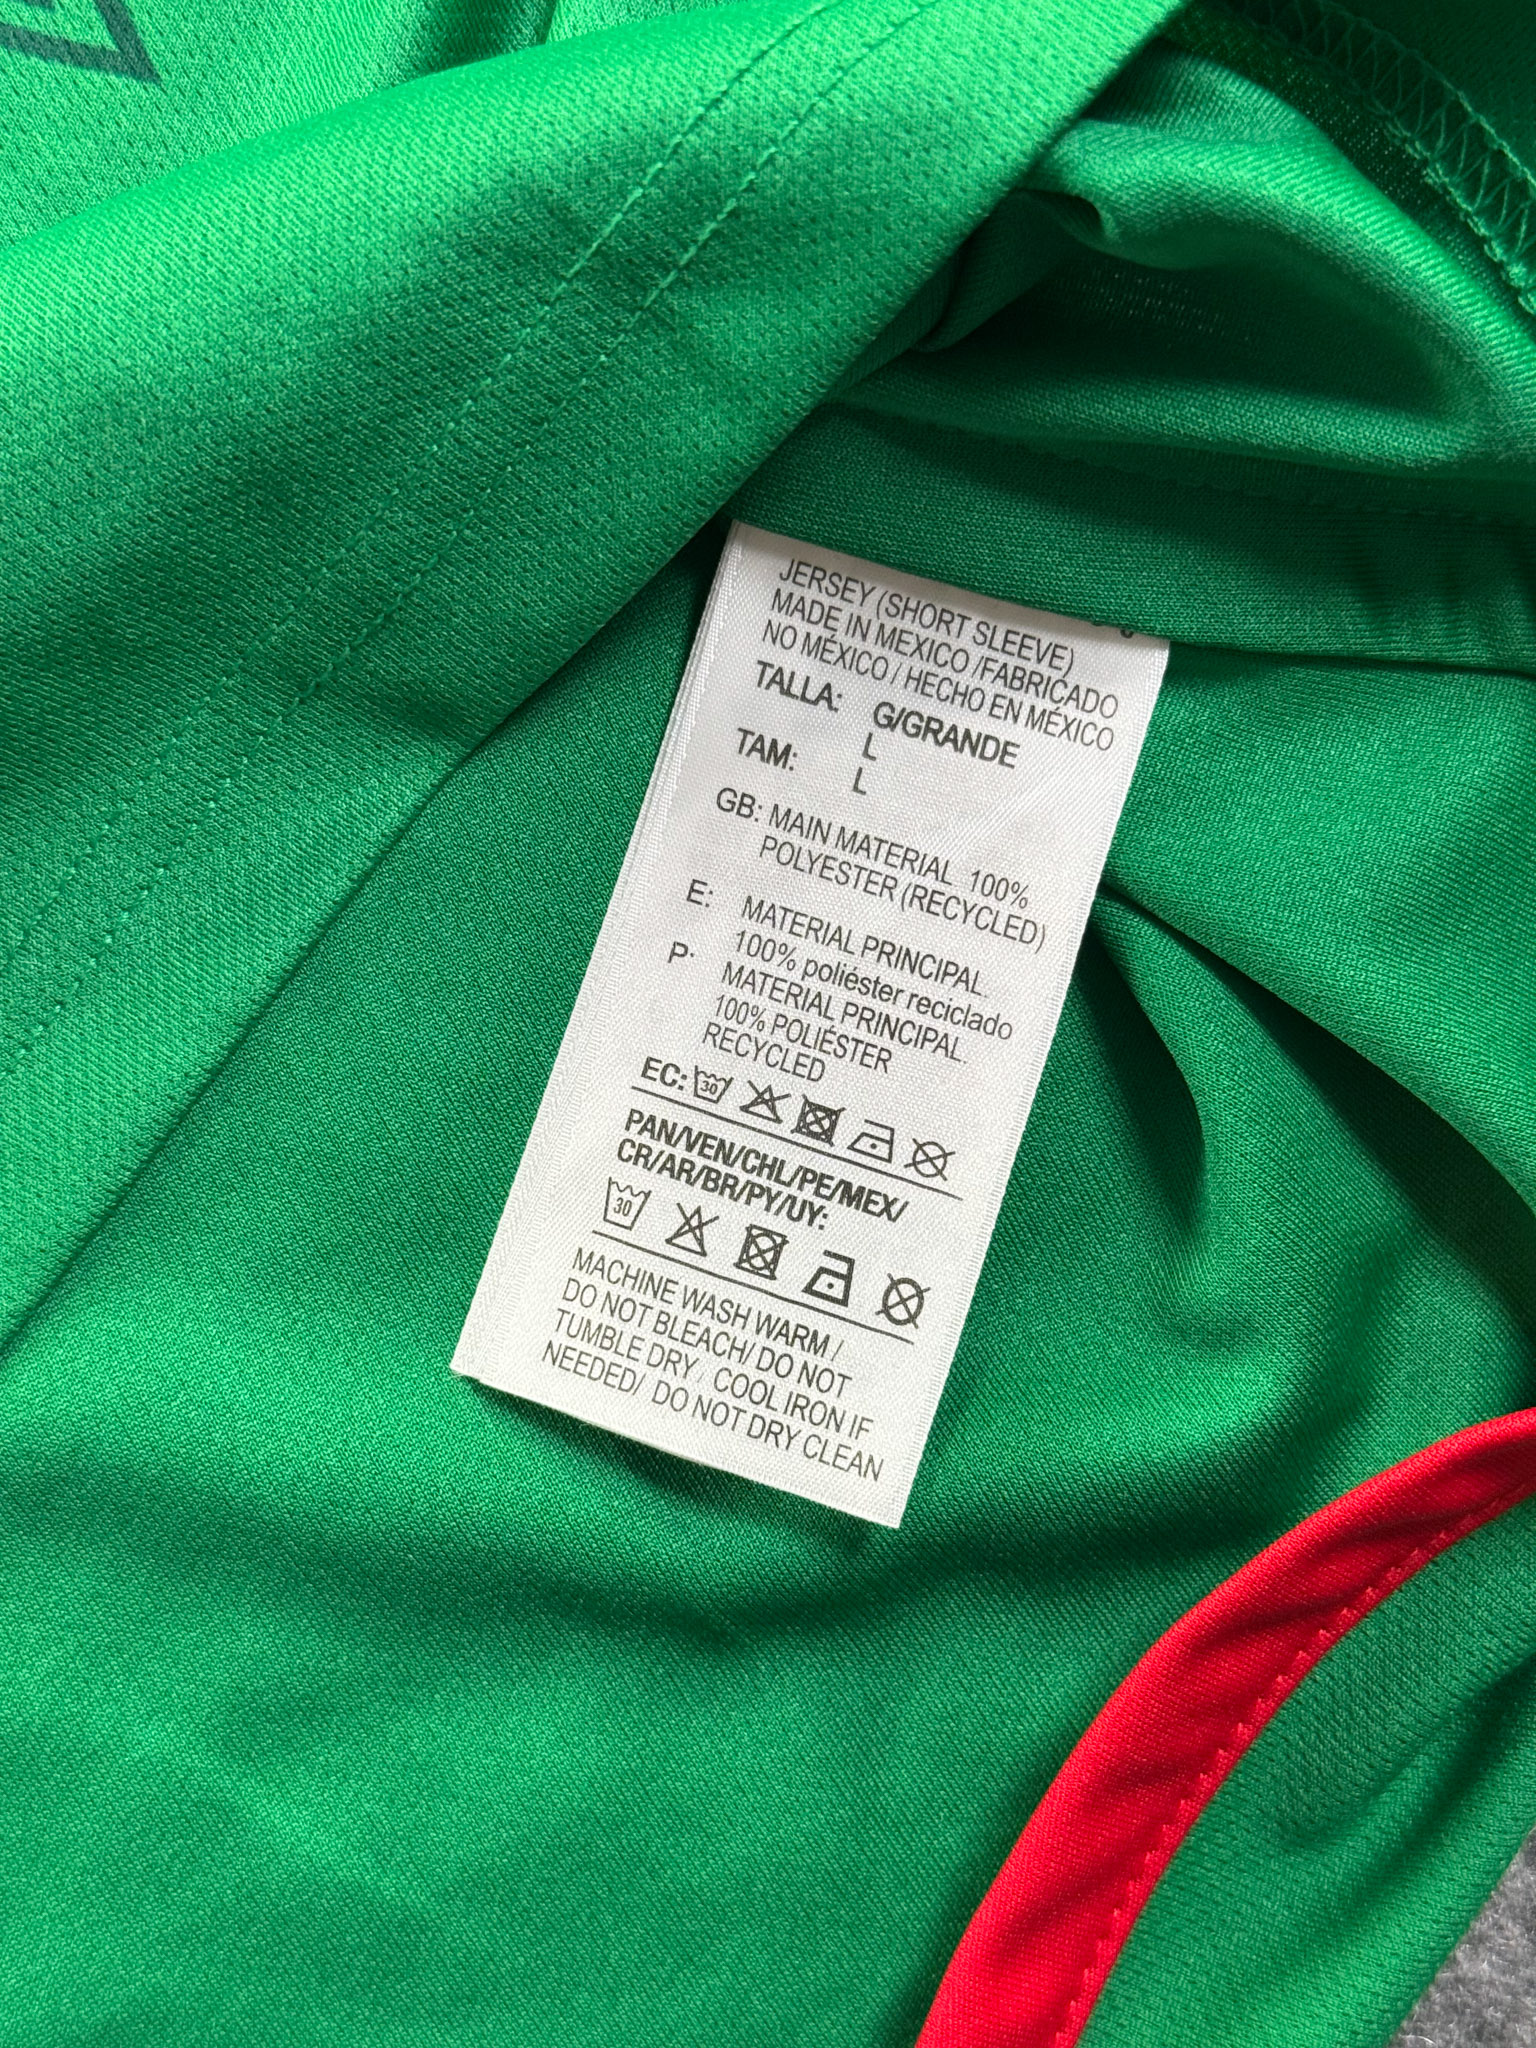 JERSEY (SHORT SLEEVE)
MADE IN MEXICO /FABRICADO
NO MÉXICO / HECHO EN MÉXICO
TALLA: G/GRANDE
L
TAM: L
GB: MAIN MATERIAL 100%
POLYESTER (RECYCLED)
E: MATERIAL PRINCIPAL.
100% poliéster reciclado
P: MATERIAL PRINCIPAL.
100% POLIÉSTER
RECYCLED
EC: 30
PAN/VEN/CHL/PE/MEX/
CR/AR/BR/PY/UY:
30
MACHINE WASH WARM /
DO NOT BLEACH/ DO NOT
TUMBLE DRY / COOL IRON IF
NEEDED/ DO NOT DRY CLEAN